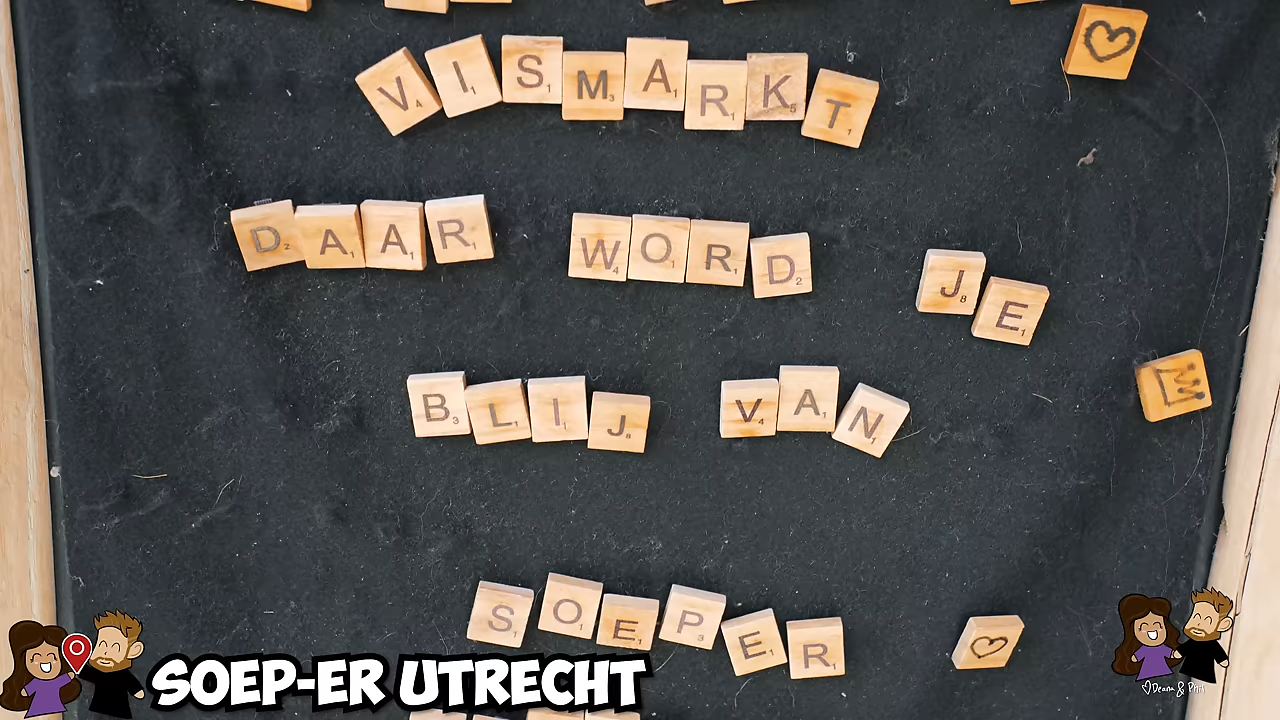 VISMARKT
DAAR WORD JE
BLIJ VAN
SOEPER
SOEP-ER UTRECHT